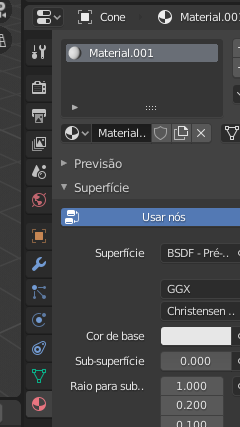 Cone
Material.001
Material.001
Material..
Previsão
Superfície
Usar nós
Superfície
BSDF - Pré-..
GGX
Christensen ..
Cor de base
Sub-superfície
0.000
Raio para sub..
1.000
0.200
0.100